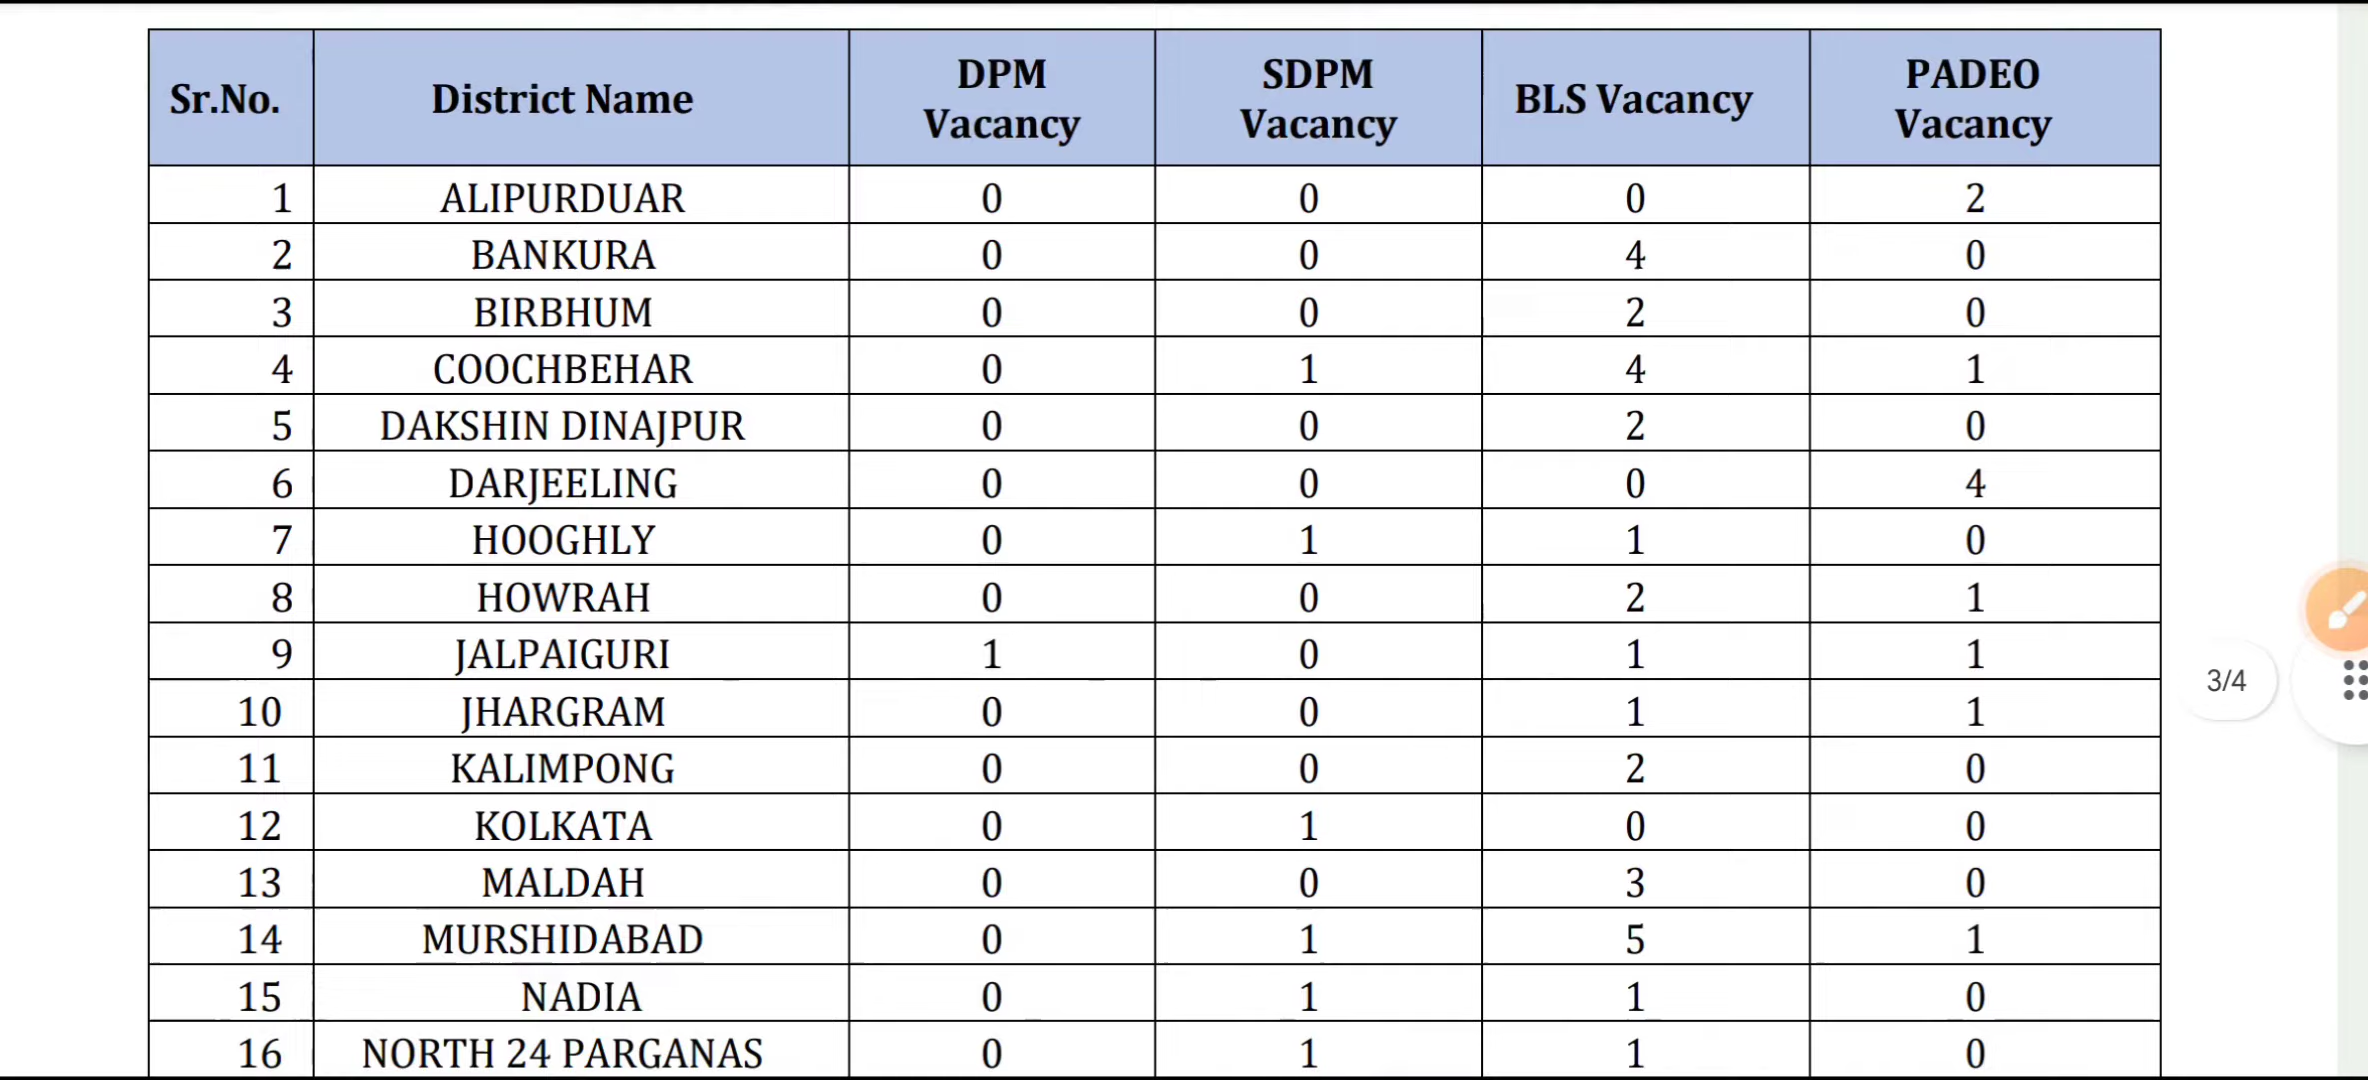 Sr.No. District Name DPM Vacancy SDPM Vacancy BLS Vacancy PADEO Vacancy
1 ALIPURDUAR 0 0 0 2
2 BANKURA 0 0 4 0
3 BIRBHUM 0 0 2 0
4 COOCHBEHAR 0 1 4 1
5 DAKSHIN DINAJPUR 0 0 2 0
6 DARJEELING 0 0 0 4
7 HOOGHLY 0 1 1 0
8 HOWRAH 0 0 2 1
9 JALPAIGURI 1 0 1 1
10 JHARGRAM 0 0 1 1
11 KALIMPONG 0 0 2 0
12 KOLKATA 0 1 0 0
13 MALDAH 0 0 3 0
14 MURSHIDABAD 0 1 5 1
15 NADIA 0 1 1 0
16 NORTH 24 PARGANAS 0 1 1 0
3/4